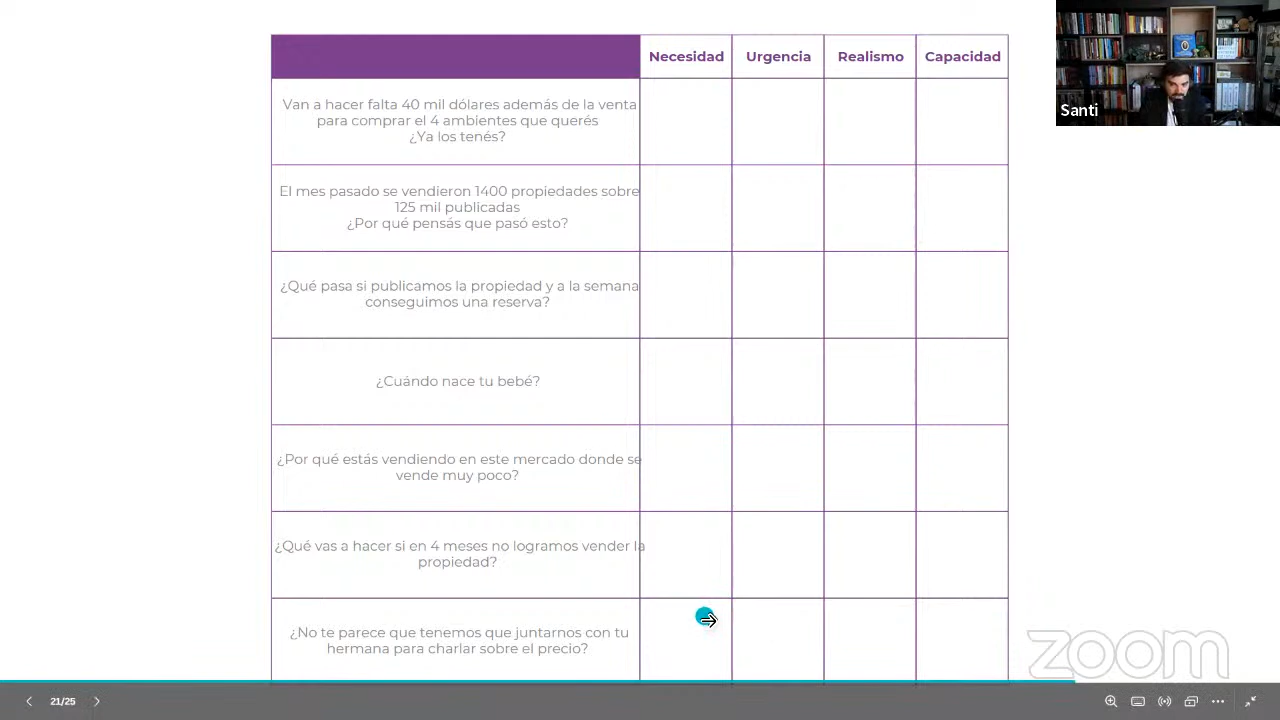 Necesidad Urgencia Realismo Capacidad
Van a hacer falta 40 mil dólares además de la venta
para comprar el 4 ambientes que querés
¿Ya los tenés?
El mes pasado se vendieron 1400 propiedades sobre
125 mil publicadas
¿Por qué pensás que pasó esto?
¿Qué pasa si publicamos la propiedad y a la semana
conseguimos una reserva?
¿Cuándo nace tu bebé?
¿Por qué estás vendiendo en este mercado donde se
vende muy poco?
¿Qué vas a hacer si en 4 meses no logramos vender la
propiedad?
¿No te parece que tenemos que juntarnos con tu
hermana para charlar sobre el precio?
Santi
zoom
21/25